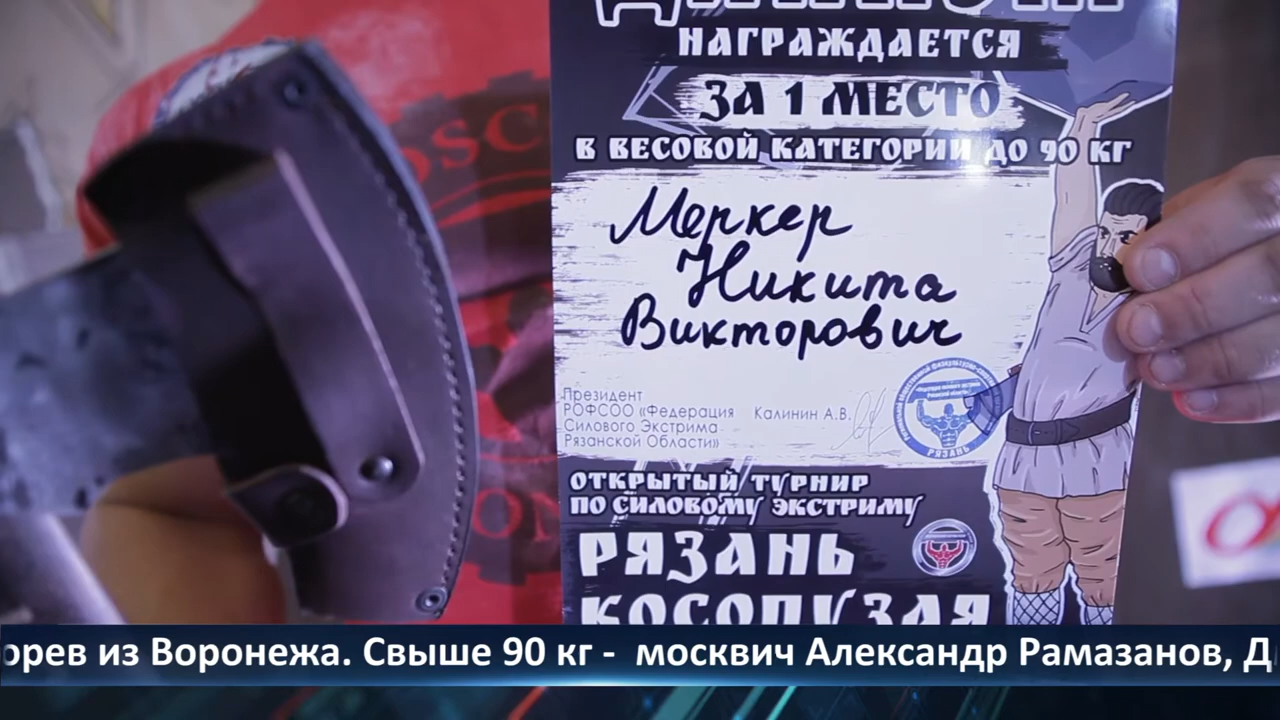 НАГРАЖДАЕТСЯ
ЗА 1 МЕСТО
В ВЕСОВОЙ КАТЕГОРИИ ДО 90 КГ
Меркер
Никита
Викторович
Президент
РОФСОО «Федерация Калинин А.В.
Силового Экстрима
Рязанской Области»
РЯЗАНЬ
ОТКРЫТЫЙ ТУРНИР
ПО СИЛОВОМУ ЭКСТРИМУ
РЯЗАНЬ
КОСОПУЗАЯ
орев из Воронежа. Свыше 90 кг - москвич Александр Рамазанов, Д